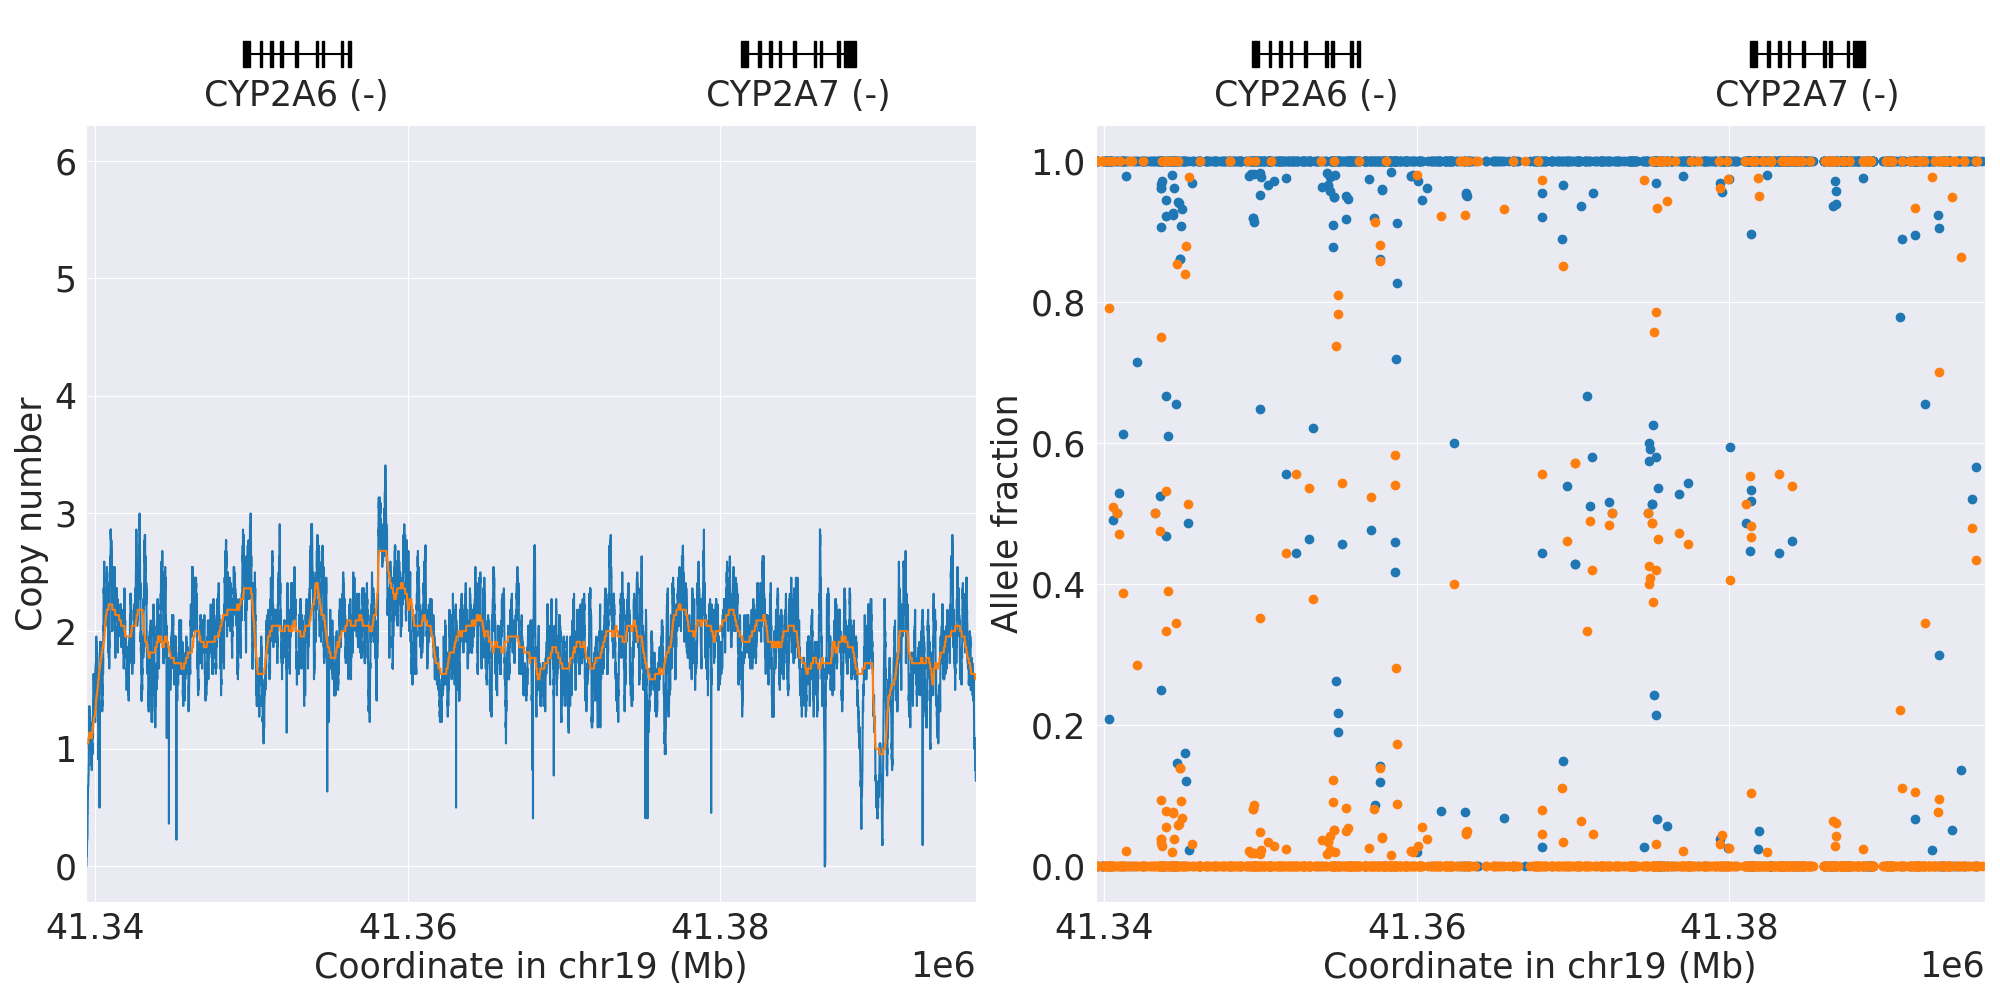 CYP2A6 (-)
CYP2A7 (-)
6
5
4
3
2
1
0
Copy number
41.34
41.36
41.38
Coordinate in chr19 (Mb)
1e6
CYP2A6 (-)
CYP2A7 (-)
1.0
0.8
0.6
0.4
0.2
0.0
Allele fraction
41.34
41.36
41.38
Coordinate in chr19 (Mb)
1e6